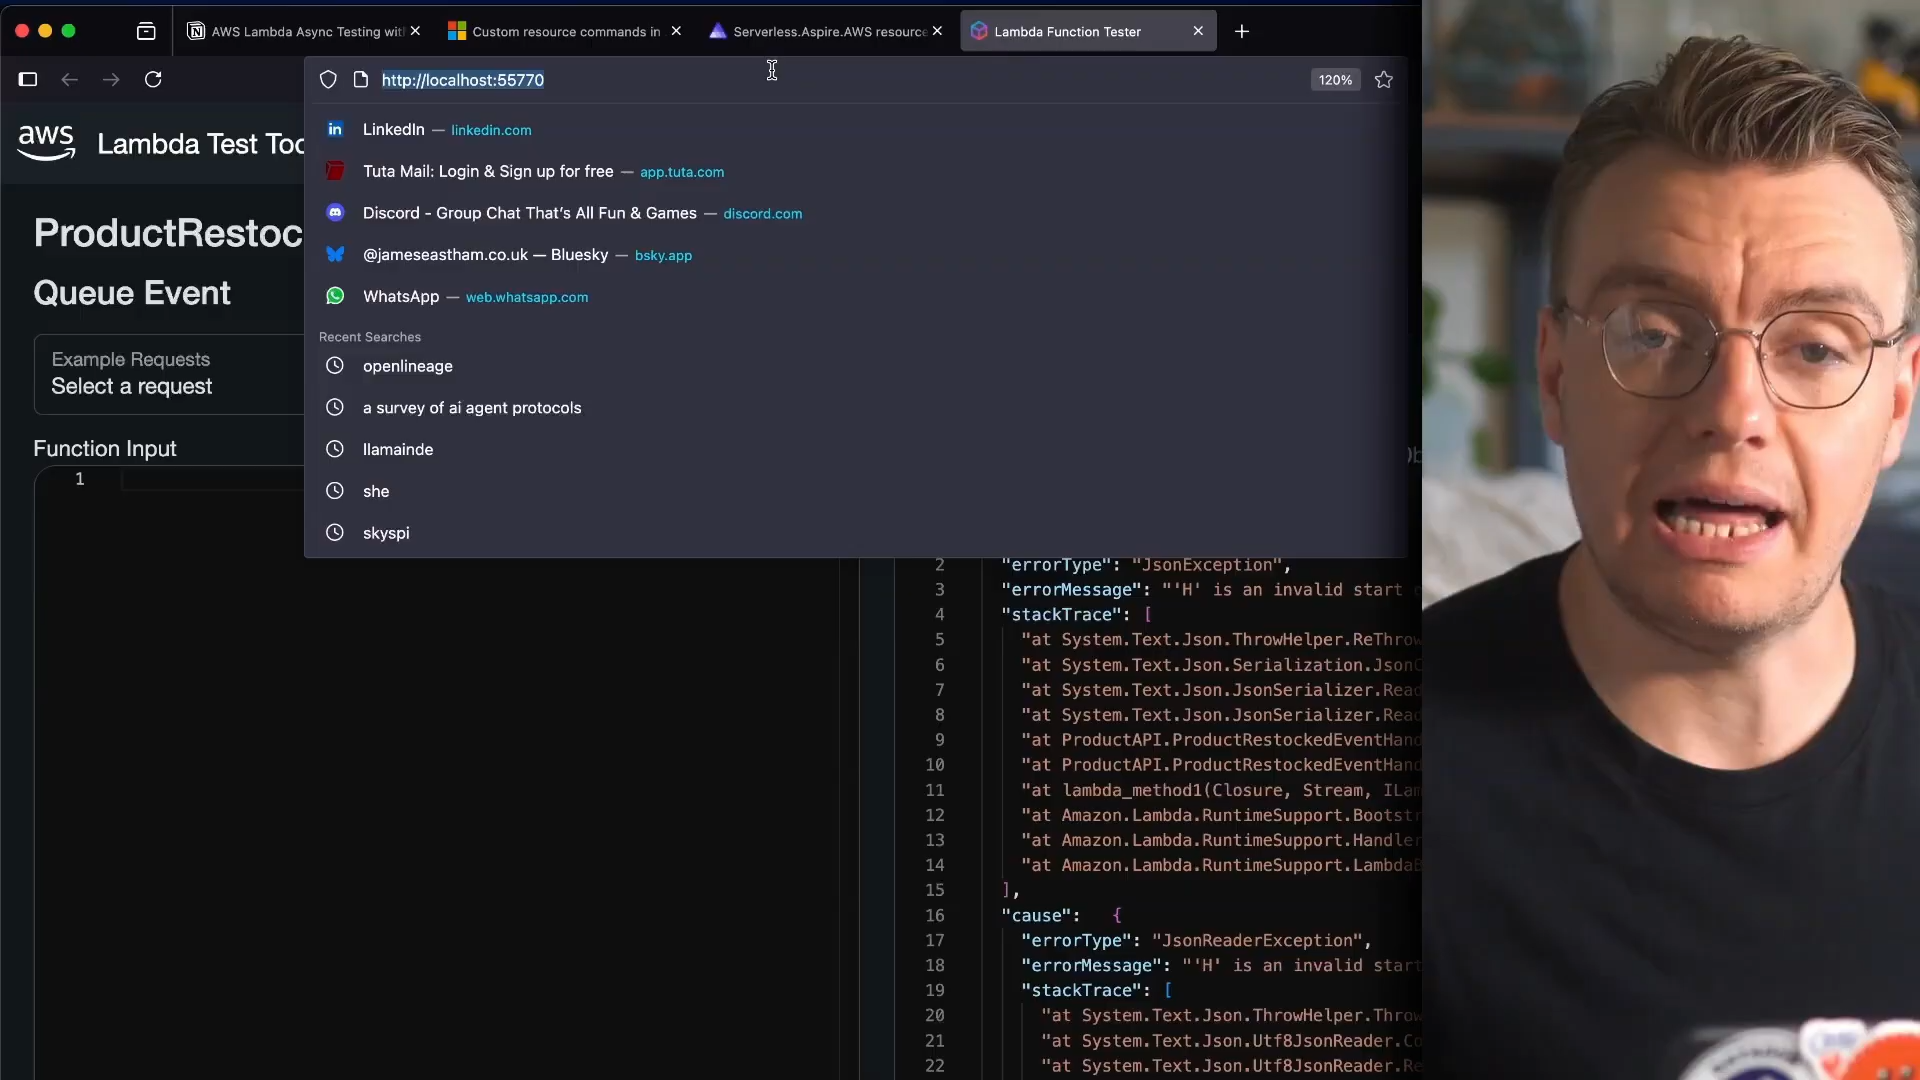 AWS Lambda Async Testing wit
Custom resource commands in
Serverless.Aspire.AWS resource
Lambda Function Tester
http://localhost:55770
120%
aws
Lambda Test Too
LinkedIn — linkedin.com
Tuta Mail: Login & Sign up for free — app.tuta.com
Discord - Group Chat That's All Fun & Games — discord.com
@jameseastham.co.uk — Bluesky — bsky.app
WhatsApp — web.whatsapp.com
Recent Searches
openlineage
a survey of ai agent protocols
llamainde
she
skyspi
ProductRestoc
Queue Event
Example Requests
Select a request
Function Input
1
2 "errorType": "JsonException",
3 "errorMessage": "'H' is an invalid start
4 "stackTrace": [
5 "at System.Text.Json.ThrowHelper.ReThrow
6 "at System.Text.Json.Serialization.JsonC
7 "at System.Text.Json.JsonSerializer.Read
8 "at System.Text.Json.JsonSerializer.Read
9 "at ProductAPI.ProductRestockedEventHand
10 "at ProductAPI.ProductRestockedEventHand
11 "at lambda_method1(Closure, Stream, ILam
12 "at Amazon.Lambda.RuntimeSupport.Bootstr
13 "at Amazon.Lambda.RuntimeSupport.Handler
14 "at Amazon.Lambda.RuntimeSupport.LambdaB
15 ],
16 "cause": {
17 "errorType": "JsonReaderException",
18 "errorMessage": "'H' is an invalid start
19 "stackTrace": [
20 "at System.Text.Json.ThrowHelper.Throw
21 "at System.Text.Json.Utf8JsonReader.Co
22 "at System.Text.Json.Utf8JsonReader.Re